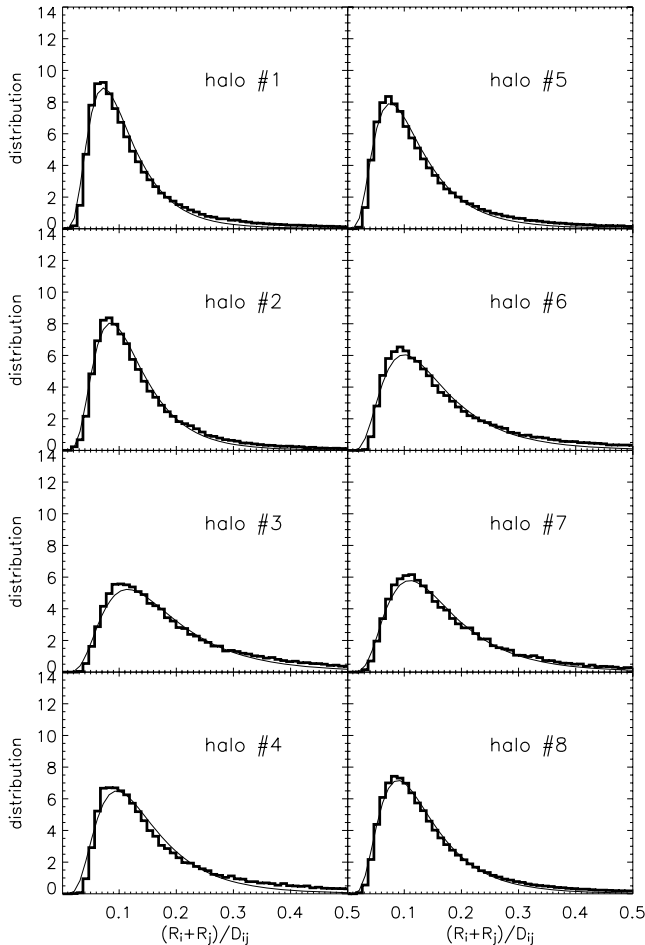 14
12
10
8
6
4
2
0
distribution
halo #1
halo #5
14
12
10
8
6
4
2
0
distribution
halo #2
halo #6
14
12
10
8
6
4
2
0
distribution
halo #3
halo #7
14
12
10
8
6
4
2
0
distribution
halo #4
halo #8
0.1 0.2 0.3 0.4 0.5 0.1 0.2 0.3 0.4 0.5
(Ri+Rj)/Dij (Ri+Rj)/Dij